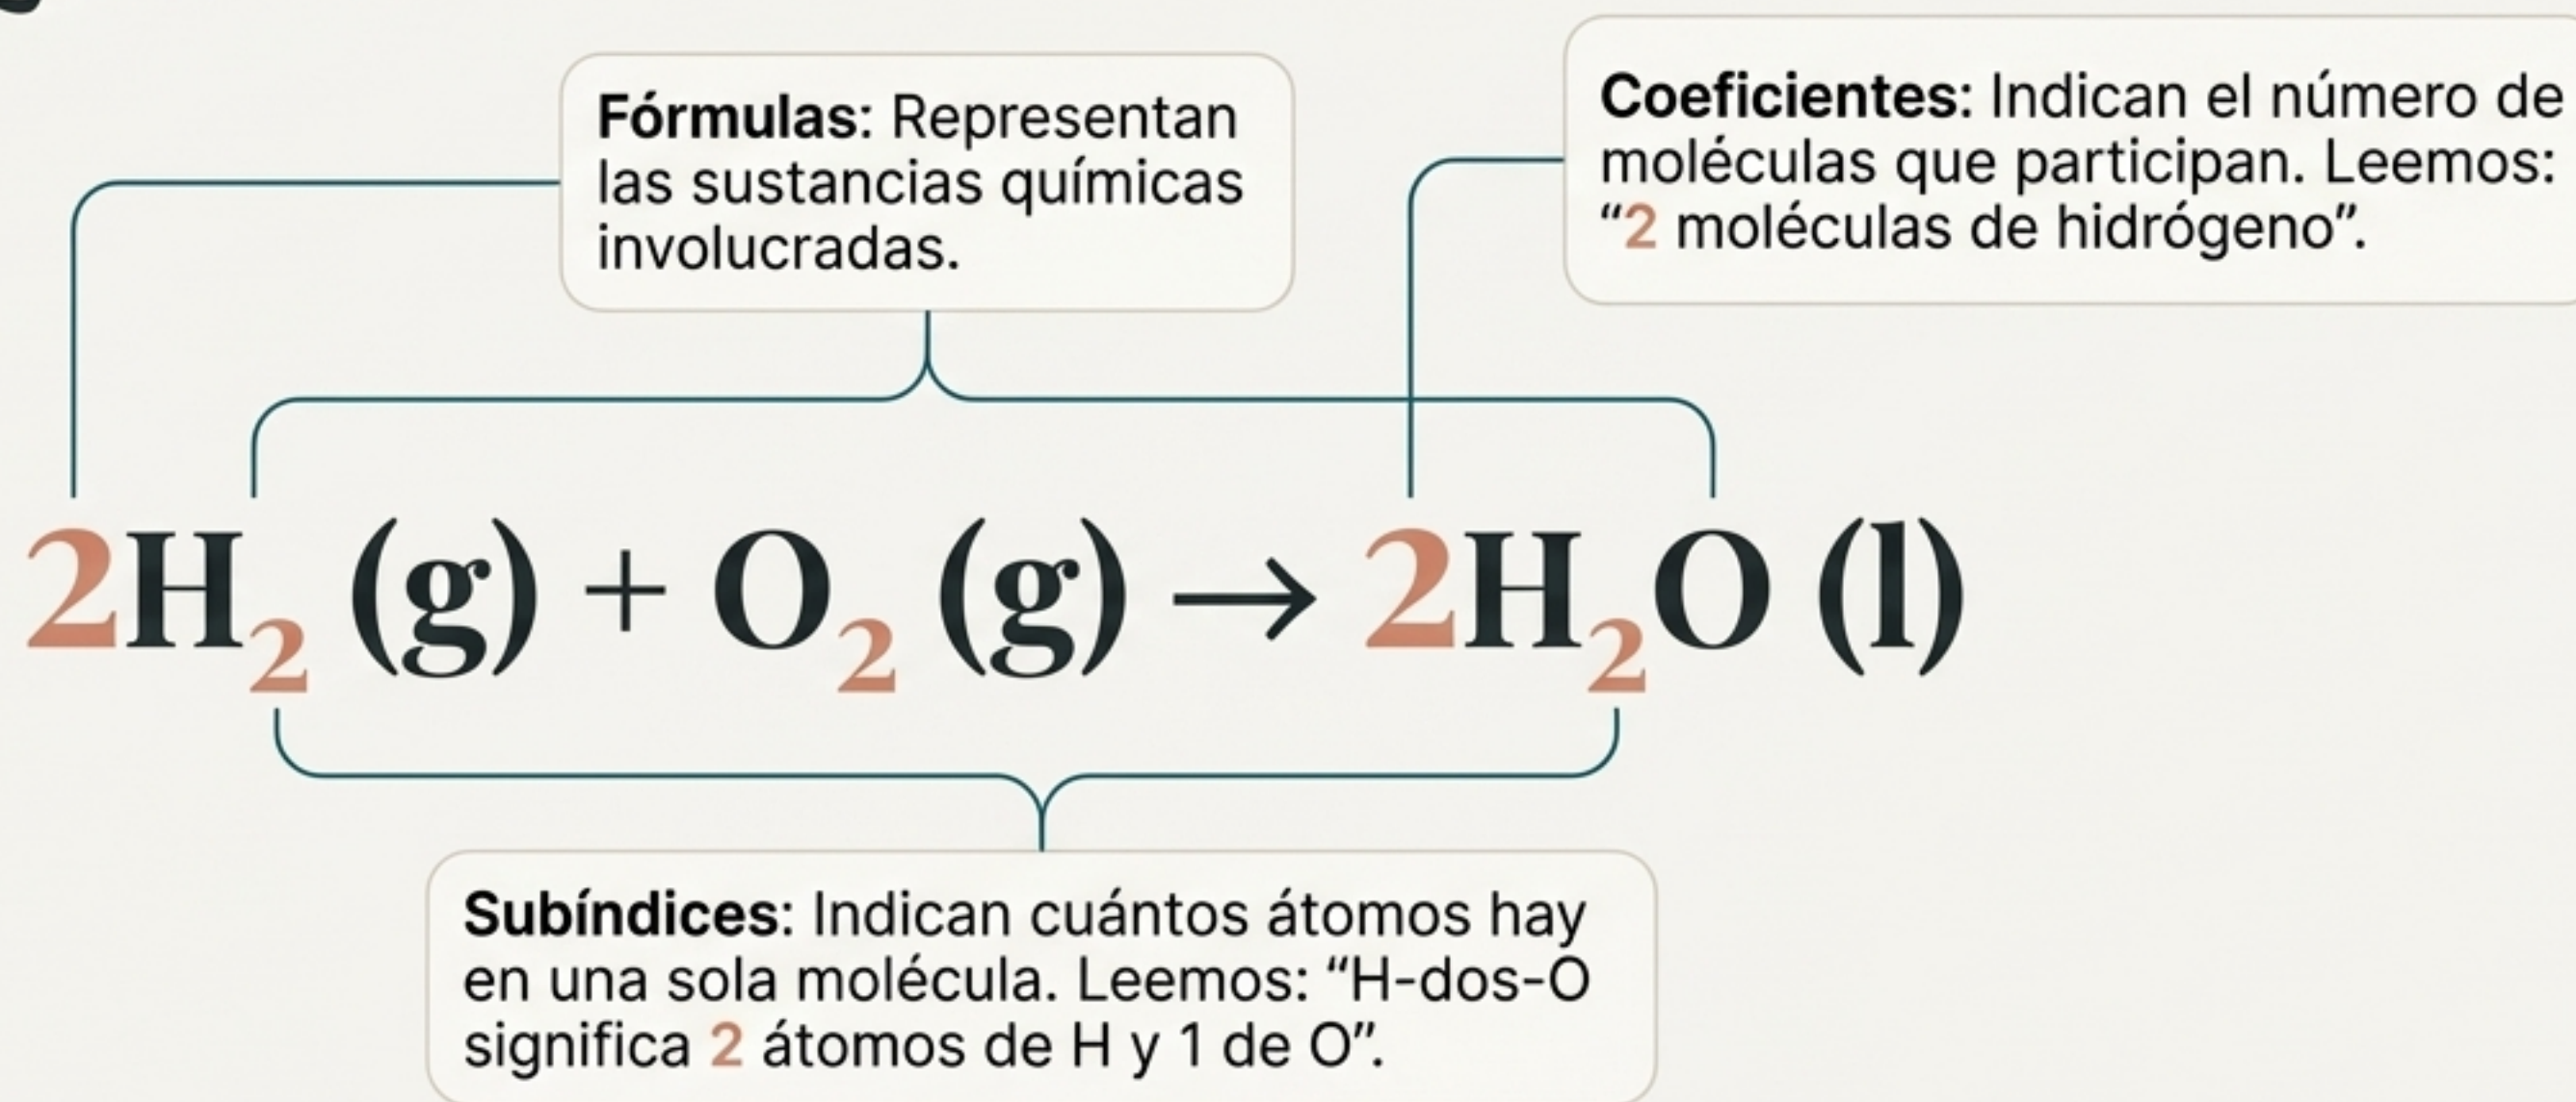 Fórmulas: Representan
las sustancias químicas
involucradas.
Coeficientes: Indican el número de
moléculas que participan. Leemos:
“2 moléculas de hidrógeno”.
2H₂ (g) + O₂ (g) → 2H₂O (l)
Subíndices: Indican cuántos átomos hay
en una sola molécula. Leemos: “H-dos-O
significa 2 átomos de H y 1 de O”.